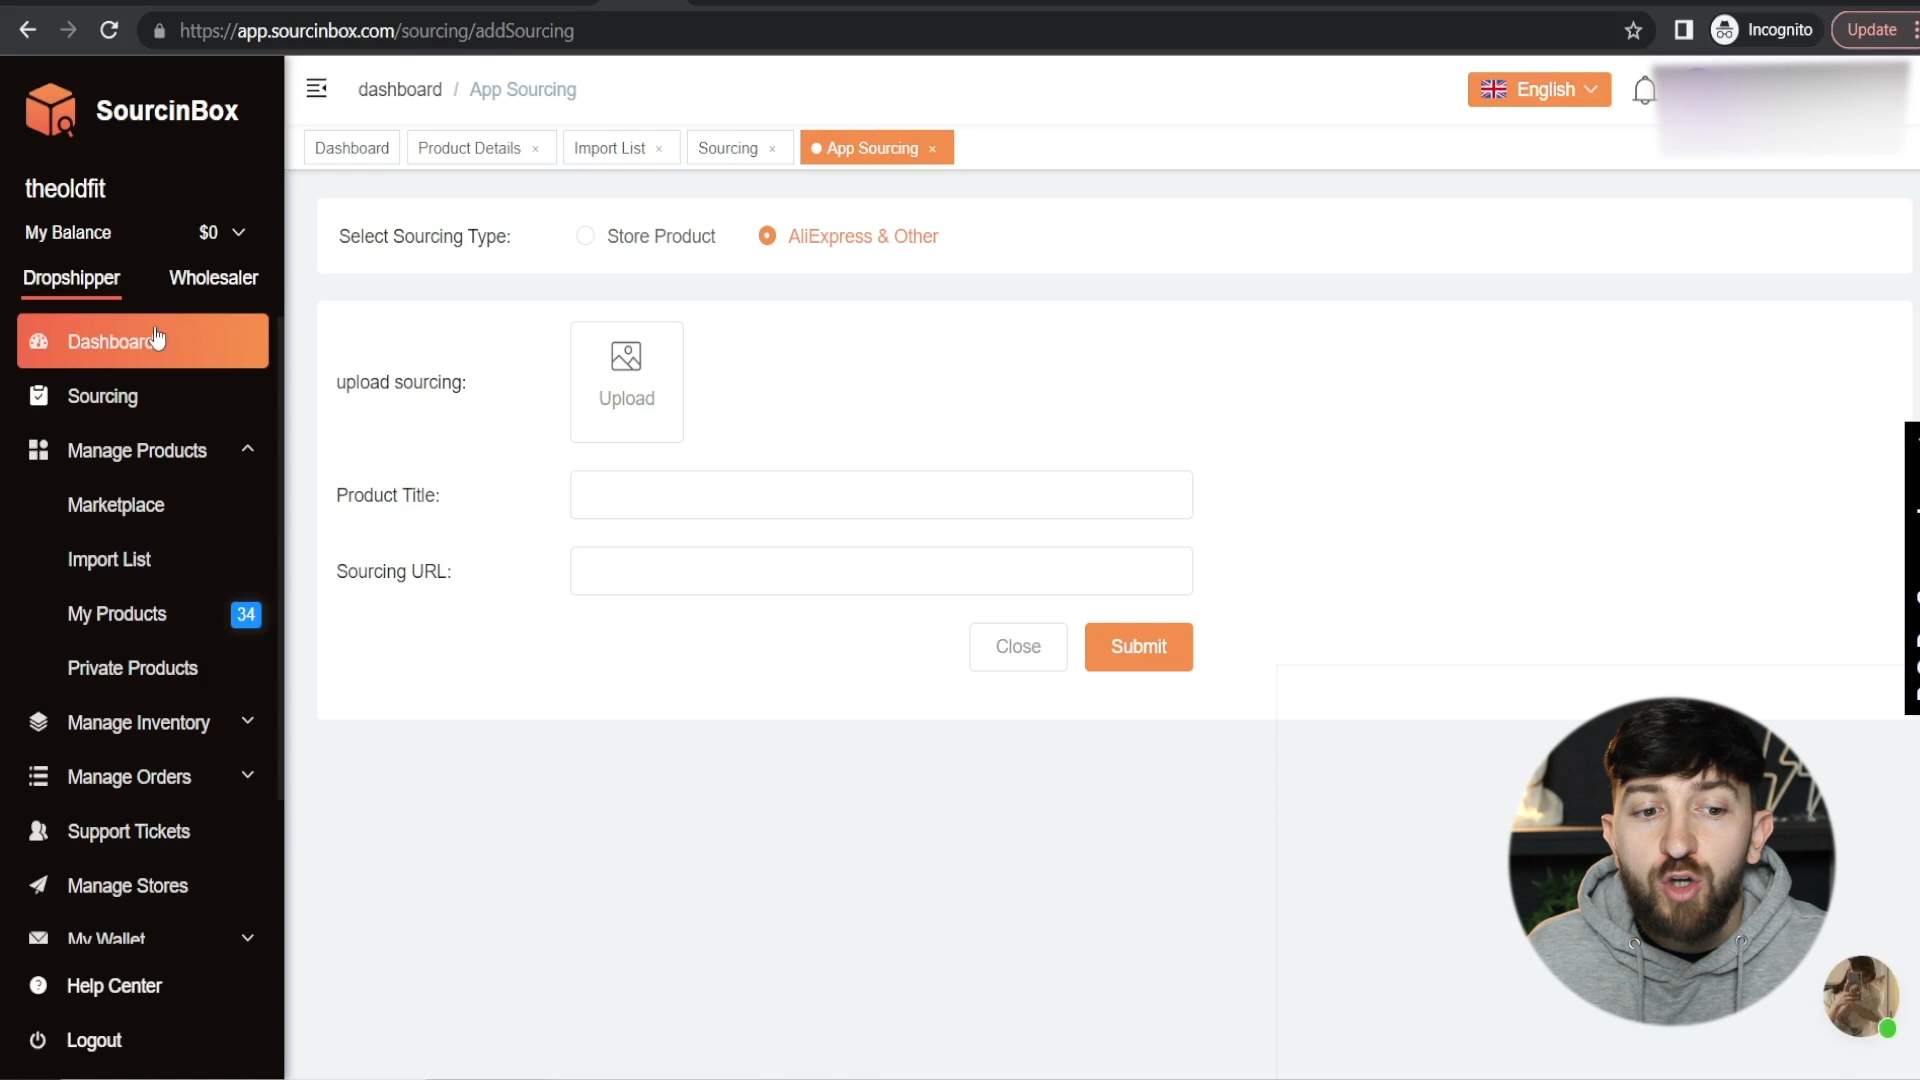 https://app.sourcinbox.com/sourcing/addSourcing
Incognito
Update
SourcinBox
dashboard / App Sourcing
English
Dashboard
Product Details ×
Import List ×
Sourcing ×
App Sourcing ×
theoldfit
My Balance $0
Dropshipper Wholesaler
Dashboard
Sourcing
Manage Products
Marketplace
Import List
My Products 34
Private Products
Manage Inventory
Manage Orders
Support Tickets
Manage Stores
My Wallet
Help Center
Logout
Select Sourcing Type: Store Product AliExpress & Other
upload sourcing:
Upload
Product Title:
Sourcing URL:
Close Submit